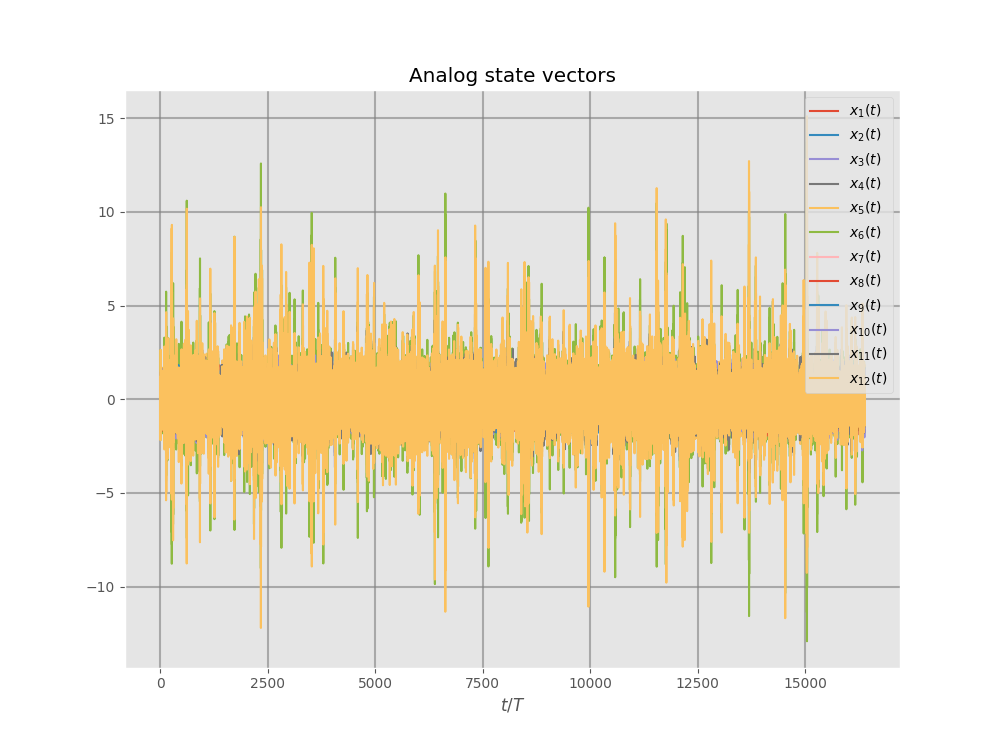 Analog state vectors
15
10
5
0
−5
−10
0 2500 5000 7500 10000 12500 15000
t/T
x₁(t)
x₂(t)
x₃(t)
x₄(t)
x₅(t)
x₆(t)
x₇(t)
x₈(t)
x₉(t)
x₁₀(t)
x₁₁(t)
x₁₂(t)